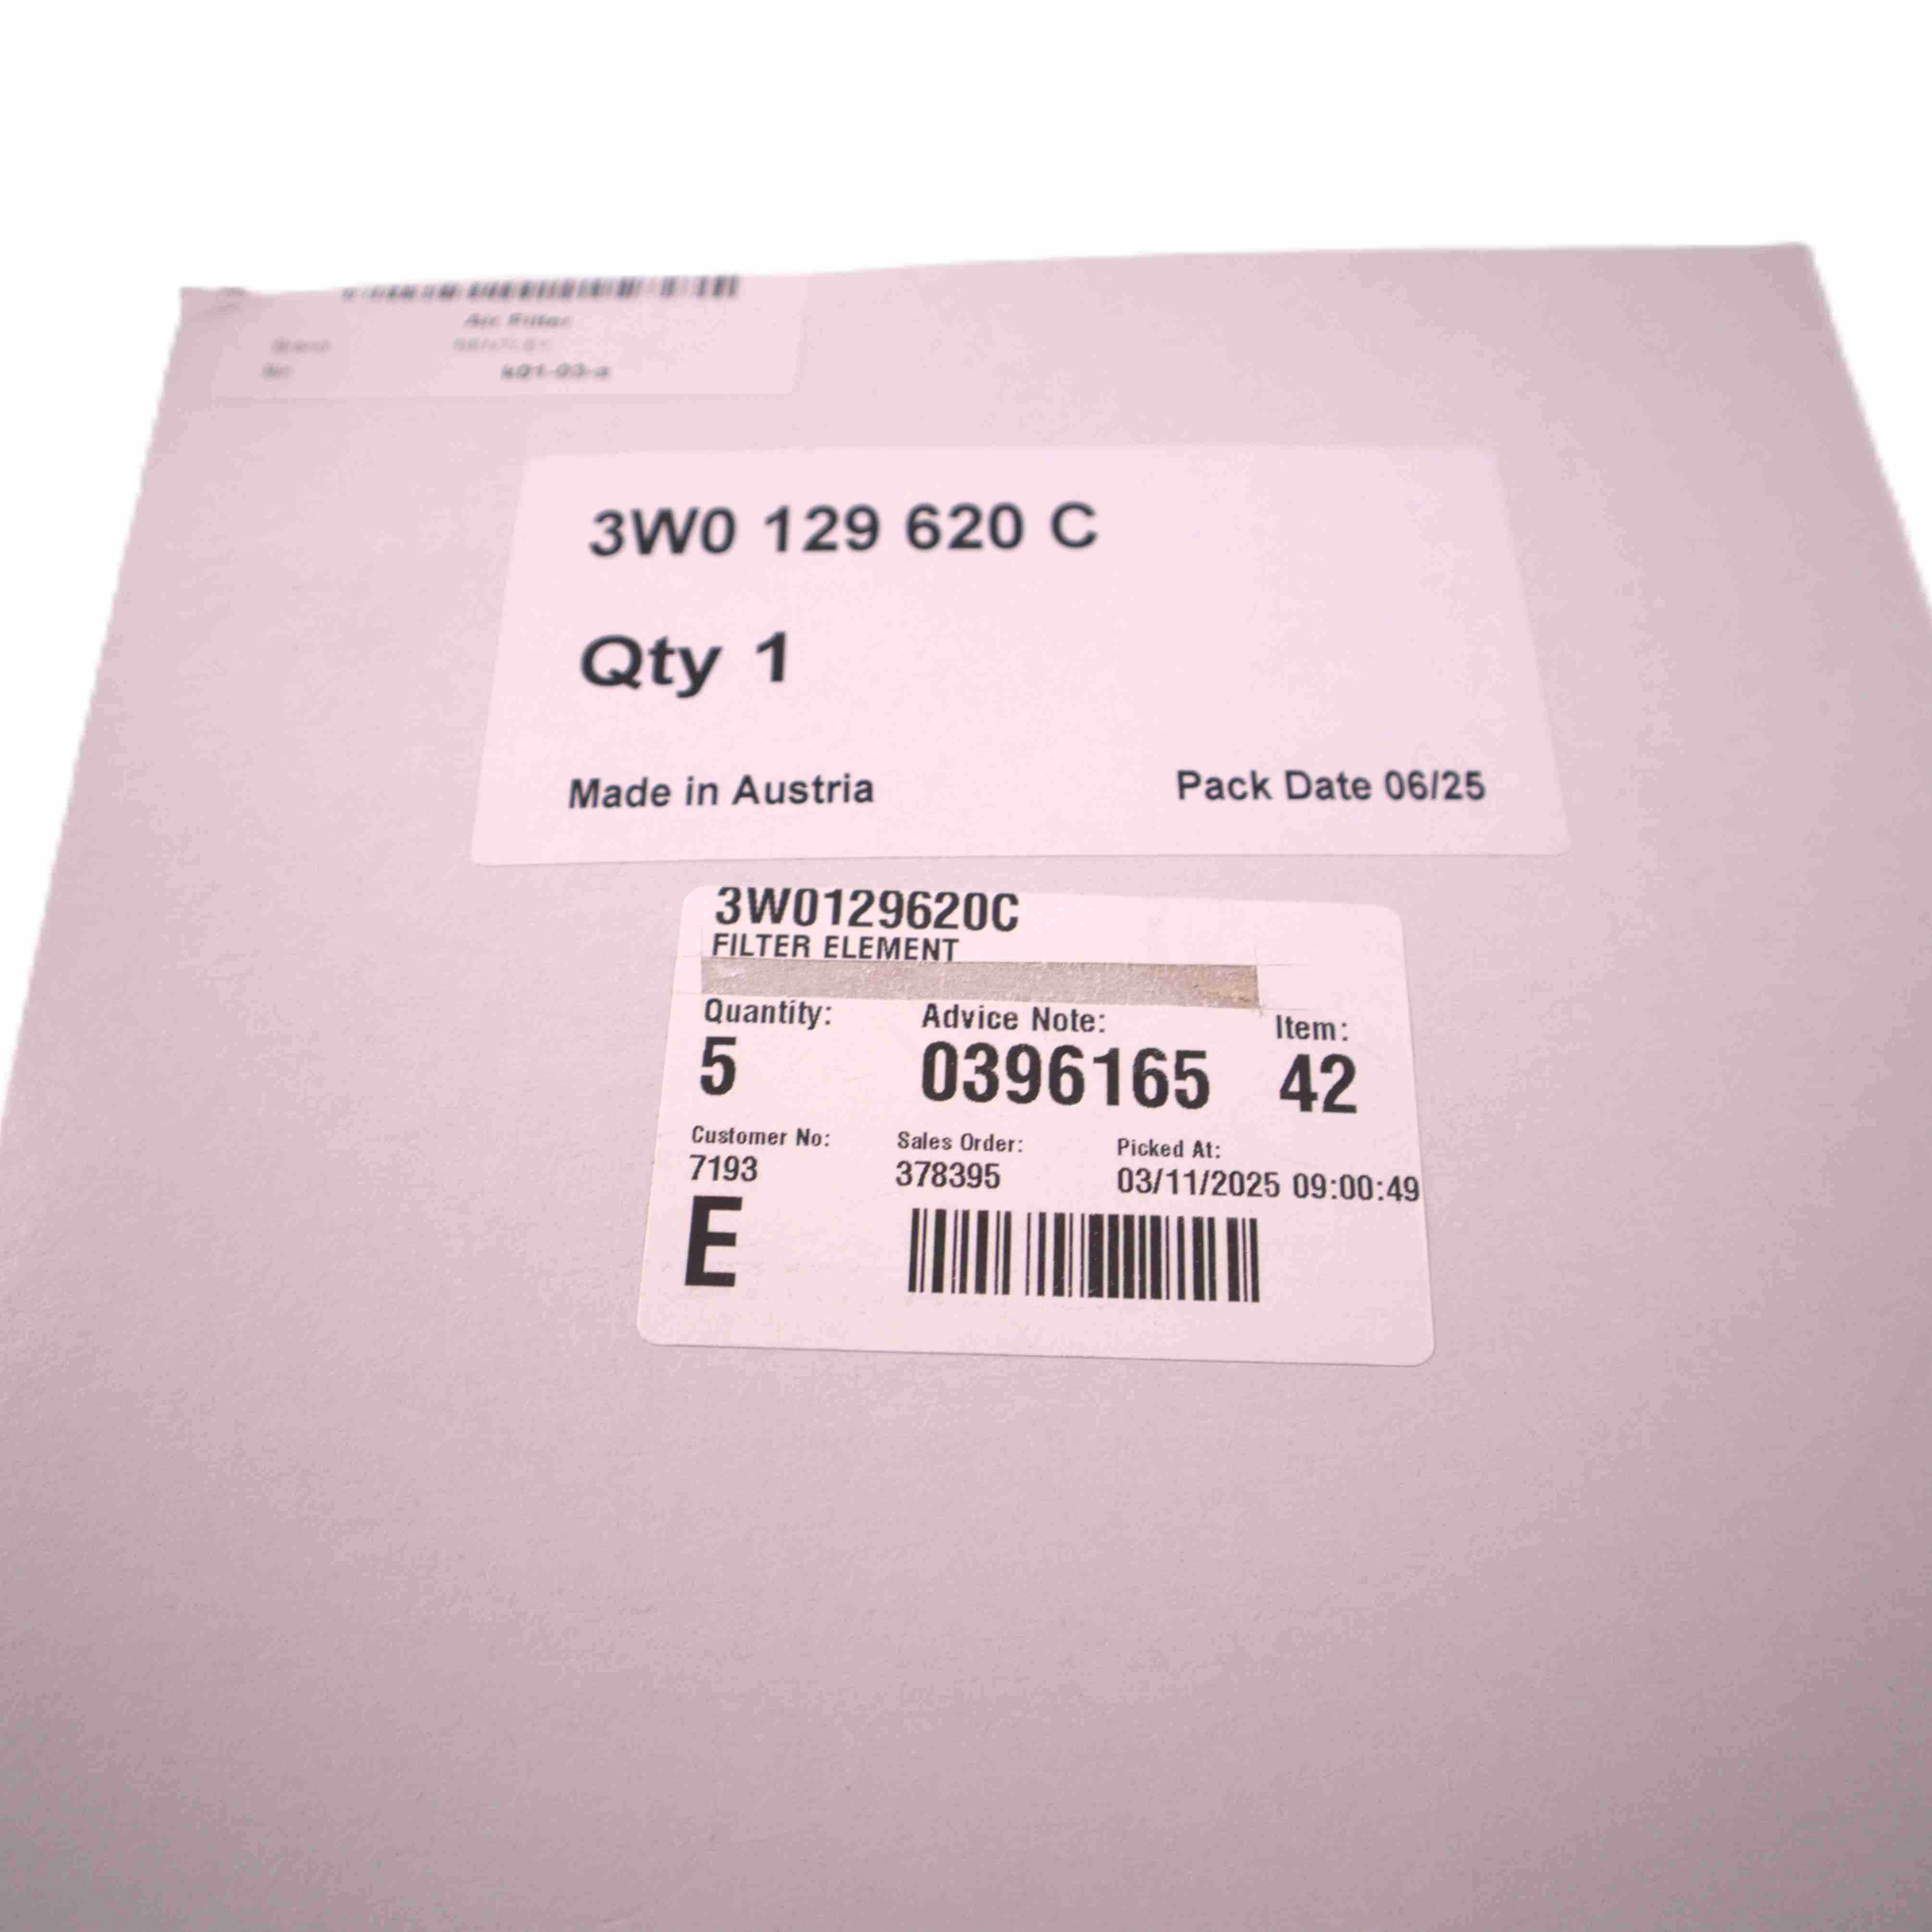 Air Filter
k01-03-a
3W0 129 620 C
Qty 1
Made in Austria Pack Date 06/25
3W0129620C
FILTER ELEMENT
Quantity: Advice Note: Item:
5 0396165 42
Customer No: Sales Order: Picked At:
7193 378395 03/11/2025 09:00:49
E